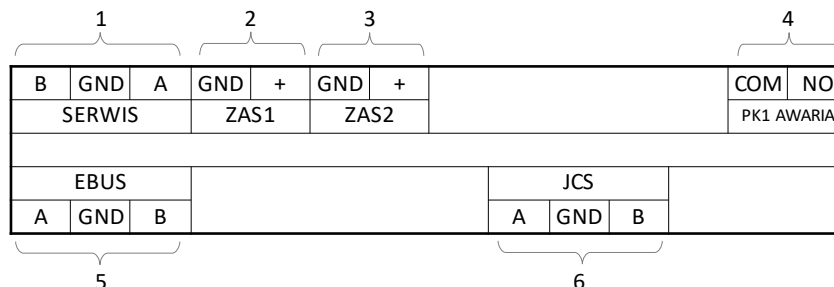 1 2 3 4
B GND A GND + GND + COM NO
SERWIS ZAS1 ZAS2 PK1 AWARIA
EBUS JCS
A GND B A GND B
5 6